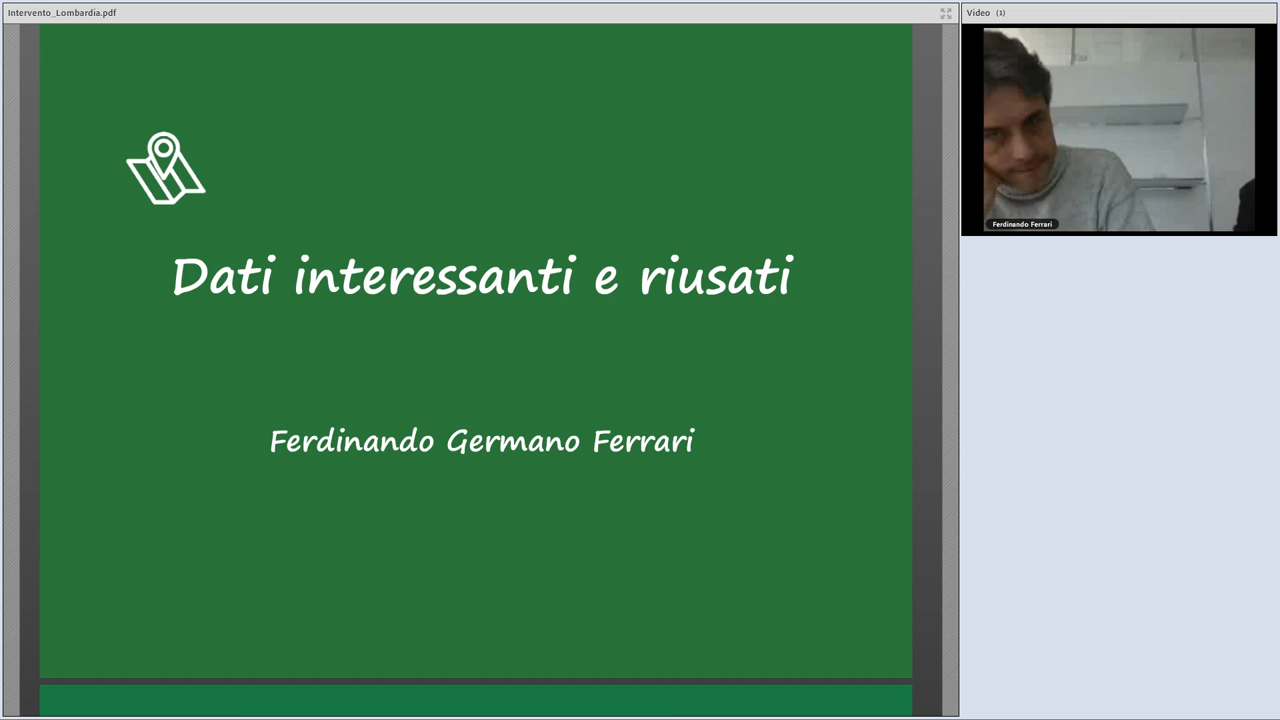 Intervento_Lombardia.pdf
Video (1)
Dati interessanti e riusati
Ferdinando Germano Ferrari
Ferdinando Ferrari